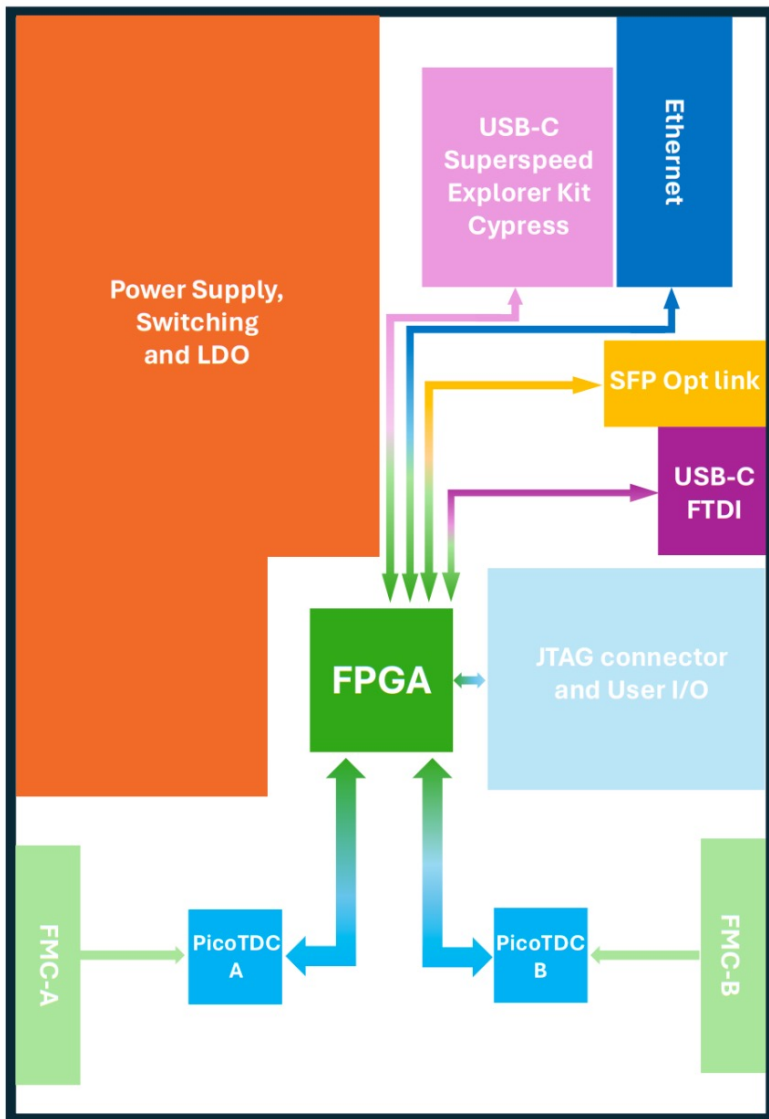 Power Supply,
Switching
and LDO
USB-C
Superspeed
Explorer Kit
Cypress
Ethernet
SFP Opt link
USB-C
FTDI
FPGA
JTAG connector
and User I/O
FMC-A
PicoTDC
A
PicoTDC
B
FMC-B